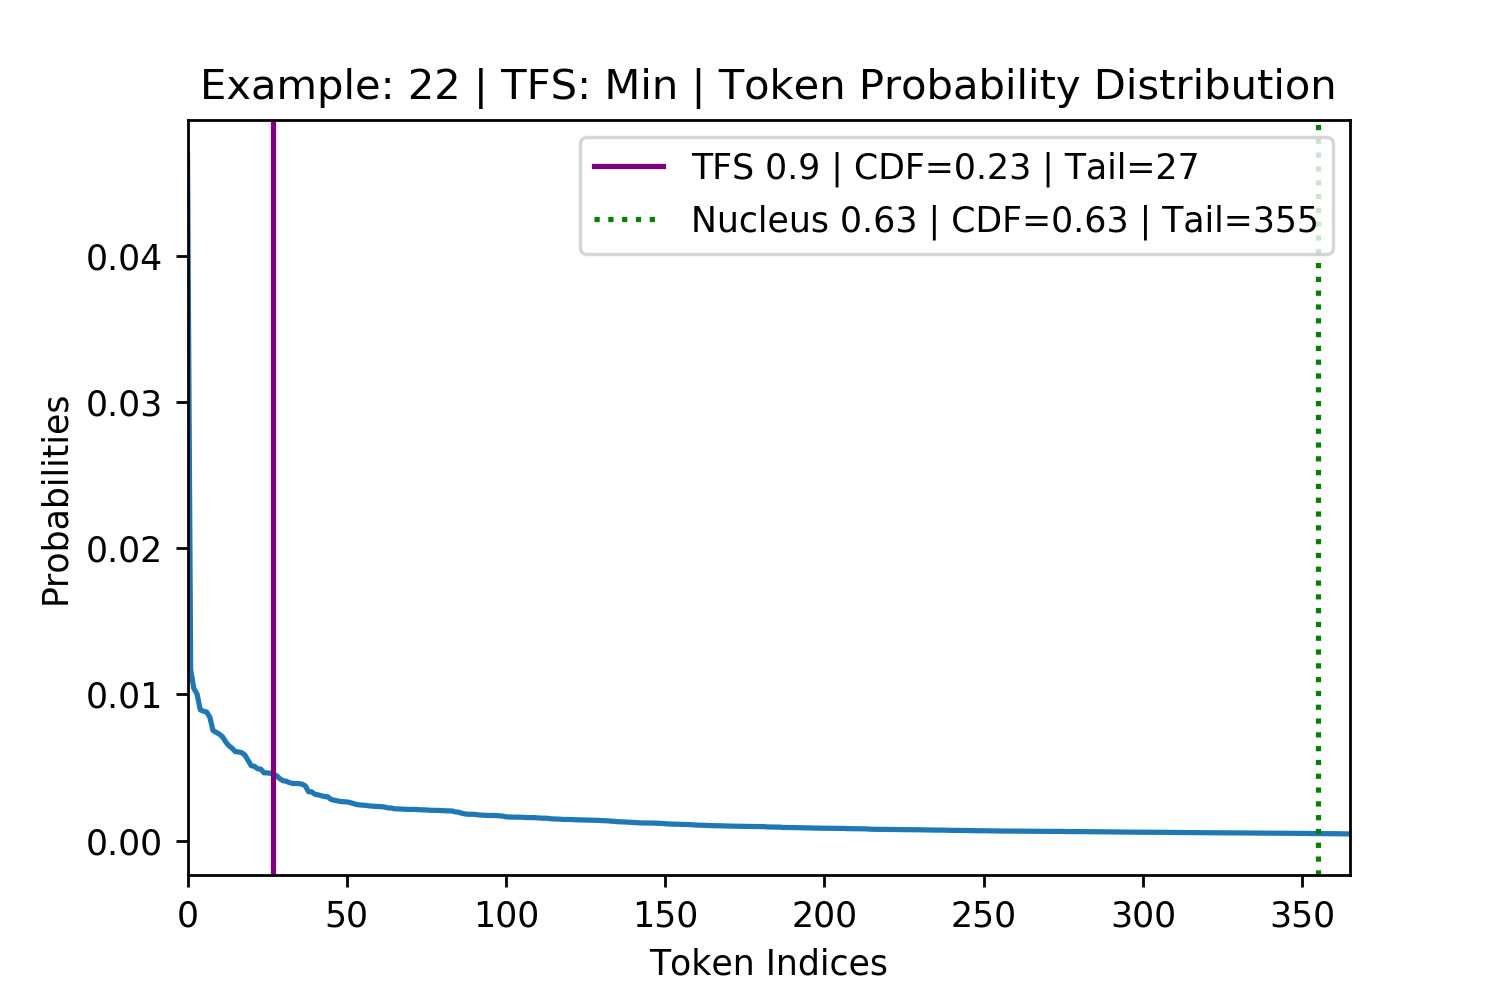 Example: 22 | TFS: Min | Token Probability Distribution
TFS 0.9 | CDF=0.23 | Tail=27
Nucleus 0.63 | CDF=0.63 | Tail=355
Probabilities
0.04
0.03
0.02
0.01
0.00
0 50 100 150 200 250 300 350
Token Indices